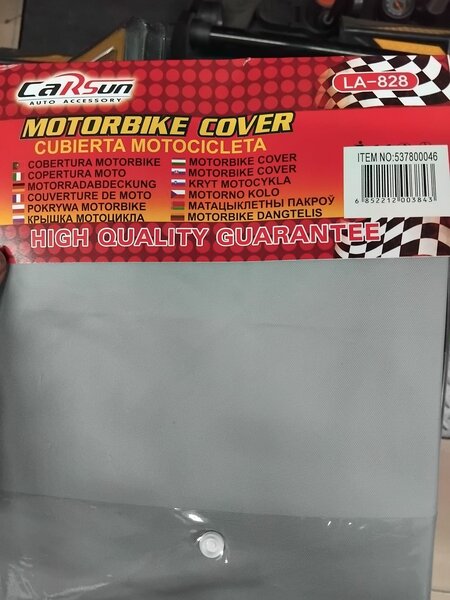 CARSUN
AUTO ACCESSORY
LA-828
MOTORBIKE COVER
CUBIERTA MOTOCICLETA
COBERTURA MOTORBIKE
COPERTURA MOTO
MOTORRADABDECKUNG
COUVERTURE DE MOTO
POKRYWA MOTORBIKE
КРЫШКА МОТОЦИКЛА
MOTORBIKE COVER
MOTORBIKE COVER
KRYT MOTOCYKLA
MOTORNO KOLO
МАТАЦЫКЛЕТНЫ ПАКРОЎ
MOTORBIKE DANGTELIS
ITEM NO:537800046
6 852212 003843
HIGH QUALITY GUARANTEE